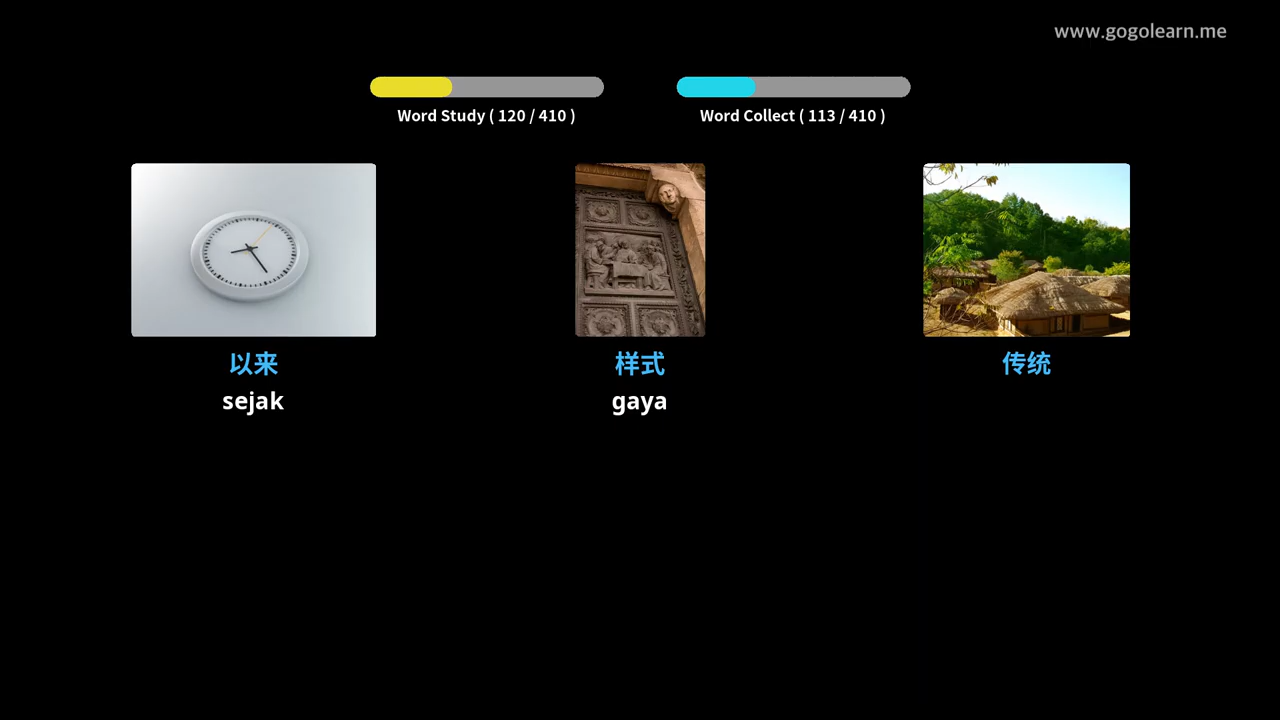 www.gogolearn.me
Word Study ( 120 / 410 )
Word Collect ( 113 / 410 )
以来
sejak
样式
gaya
传统